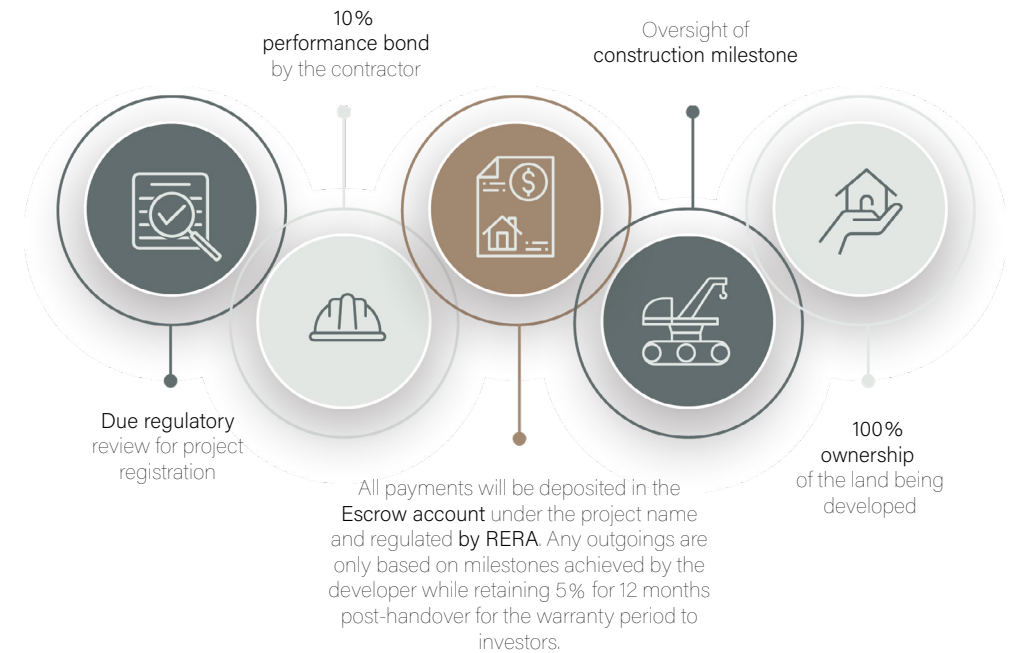 Due regulatory
review for project
registration
10%
performance bond
by the contractor
$
All payments will be deposited in the
Escrow account under the project name
and regulated by RERA. Any outgoings are
only based on milestones achieved by the
developer while retaining 5% for 12 months
post-handover for the warranty period to
investors.
Oversight of
construction milestone
100%
ownership
of the land being
developed